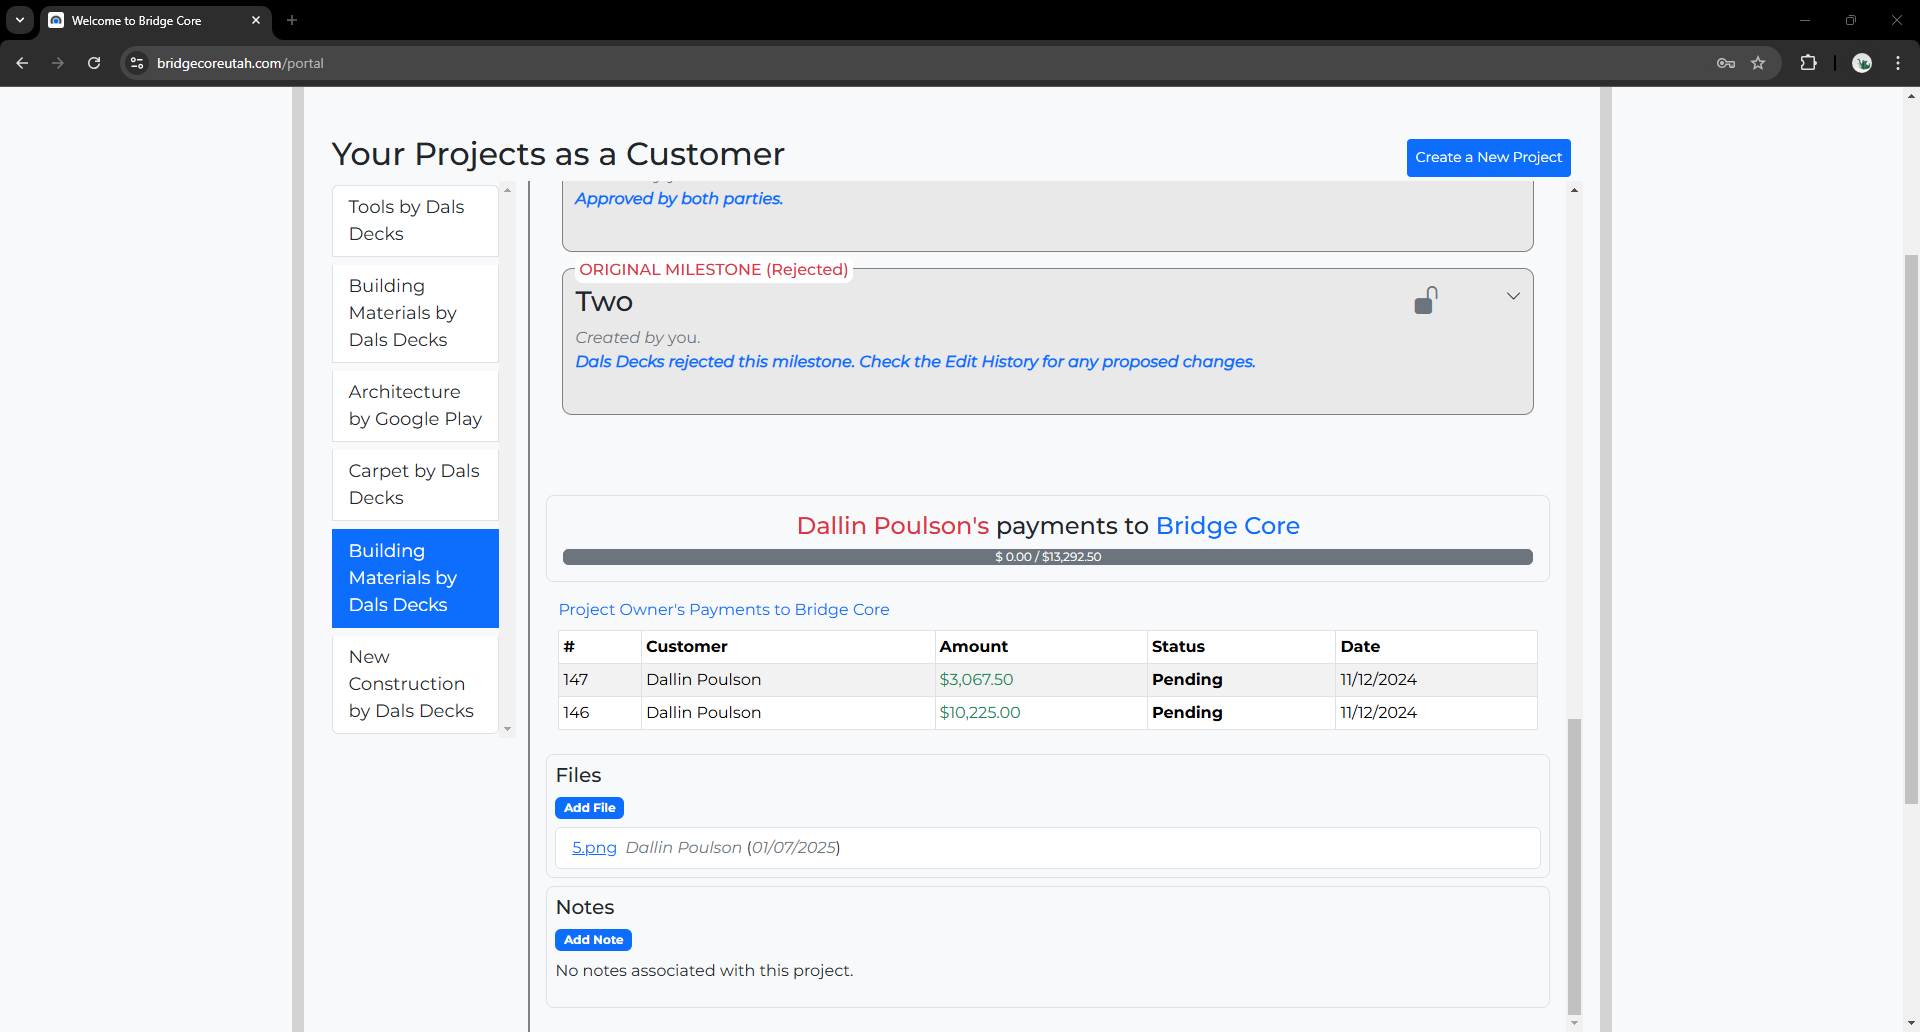 Welcome to Bridge Core
bridgecoreutah.com/portal
Your Projects as a Customer
Create a New Project
Tools by Dals
Decks
Building
Materials by
Dals Decks
Architecture
by Google Play
Carpet by Dals
Decks
Building
Materials by
Dals Decks
New
Construction
by Dals Decks
Approved by both parties.
ORIGINAL MILESTONE (Rejected)
Two
Created by you.
Dals Decks rejected this milestone. Check the Edit History for any proposed changes.
Dallin Poulson's payments to Bridge Core
$ 0.00 / $13,292.50
Project Owner's Payments to Bridge Core
# Customer Amount Status Date
147 Dallin Poulson $3,067.50 Pending 11/12/2024
146 Dallin Poulson $10,225.00 Pending 11/12/2024
Files
Add File
5.png Dallin Poulson (01/07/2025)
Notes
Add Note
No notes associated with this project.